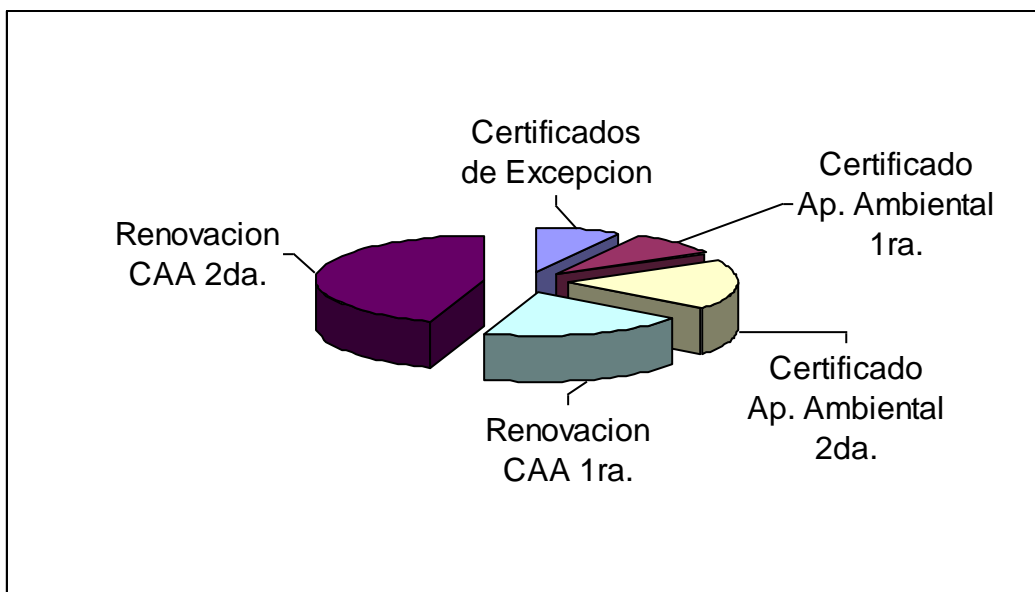 Certificados
de Excepcion
Certificado
Ap. Ambiental
1ra.
Renovacion
CAA 2da.
Certificado
Ap. Ambiental
2da.
Renovacion
CAA 1ra.